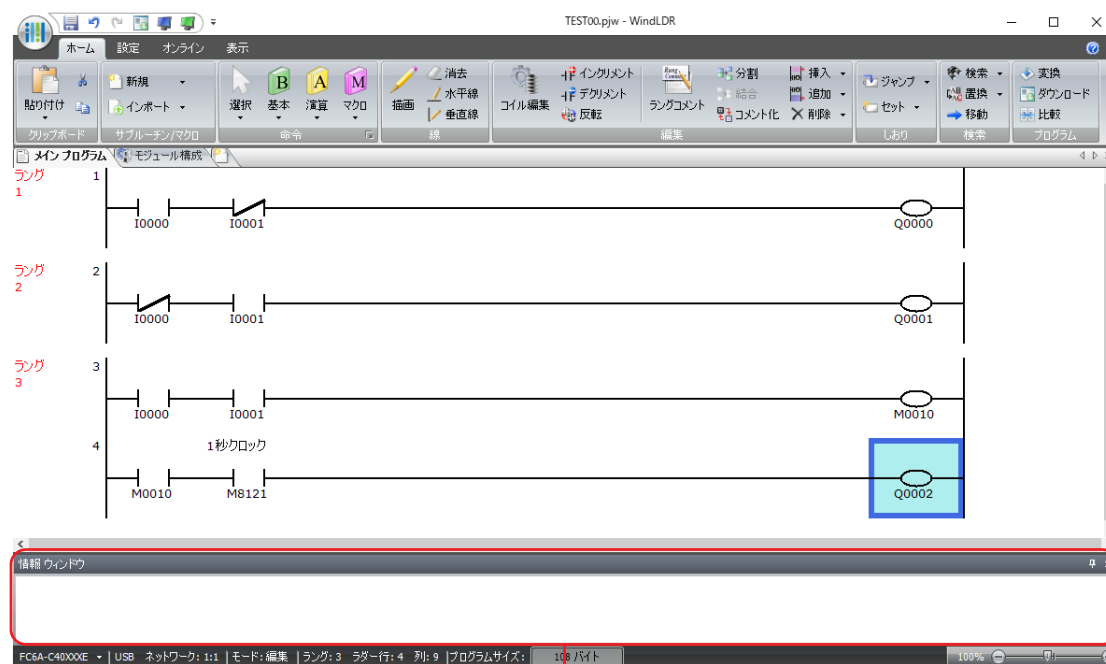 TEST00.pjw - WindLDR
ホーム 設定 オンライン 表示
貼り付け
クリップボード
新規
インポート
サブルーチン/マクロ
選択 基本 演算 マクロ
命令
描画
消去
水平線
垂直線
線
コイル編集
インクリメント
デクリメント
反転
ラングコメント
分割
結合
コメント化
挿入
追加
削除
編集
ジャンプ
セット
しおり
検索
置換
移動
検索
変換
ダウンロード
比較
プログラム
メイン プログラム モジュール構成
ラング 1
1
I0000 I0001 Q0000
ラング 2
2
I0000 I0001 Q0001
ラング 3
3
I0000 I0001 M0010
4 1秒クロック
M0010 M8121 Q0002
情報 ウィンドウ
FC6A-C40XXXE | USB ネットワーク: 1:1 | モード: 編集 | ラング: 3 ラダー行: 4 列: 9 | プログラムサイズ: 108 バイト 100%